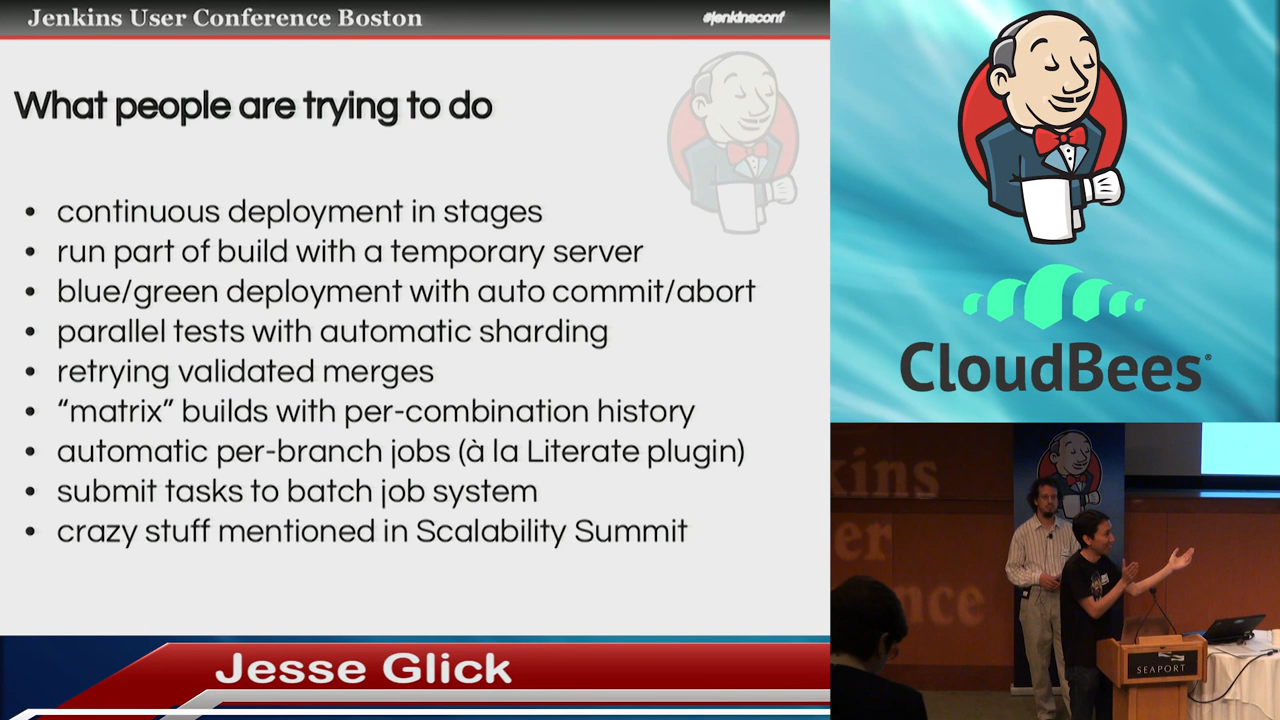 Jenkins User Conference Boston
#jenkinsconf
What people are trying to do
• continuous deployment in stages
• run part of build with a temporary server
• blue/green deployment with auto commit/abort
• parallel tests with automatic sharding
• retrying validated merges
• “matrix” builds with per-combination history
• automatic per-branch jobs (à la Literate plugin)
• submit tasks to batch job system
• crazy stuff mentioned in Scalability Summit
Jesse Glick
CloudBees®
kins
er
nce
SEAPORT